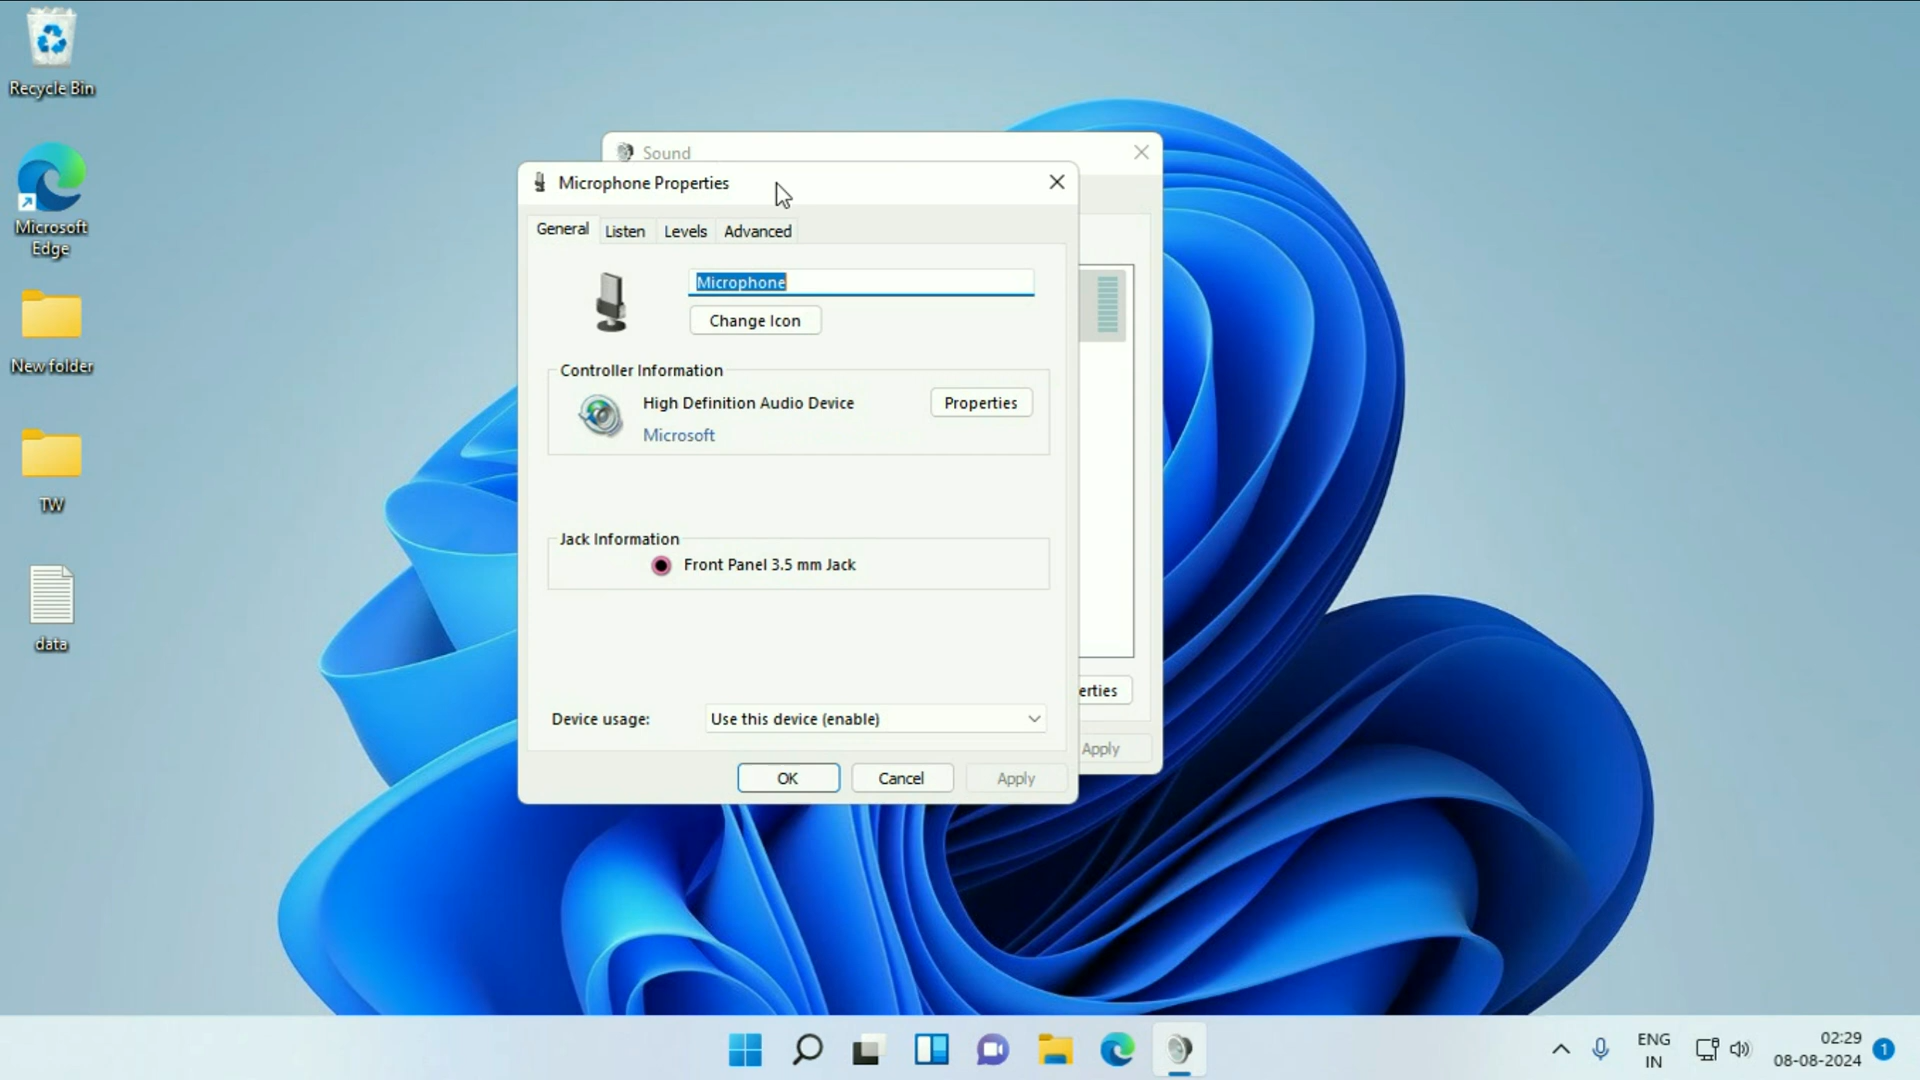 Recycle Bin
Microsoft
Edge
New folder
TW
data
Sound
Microphone Properties
General
Listen
Levels
Advanced
Microphone
Change Icon
Controller Information
High Definition Audio Device
Properties
Microsoft
Jack Information
Front Panel 3.5 mm Jack
Device usage:
Use this device (enable)
OK
Cancel
Apply
erties
Apply
ENG
IN
02:29
08-08-2024
1